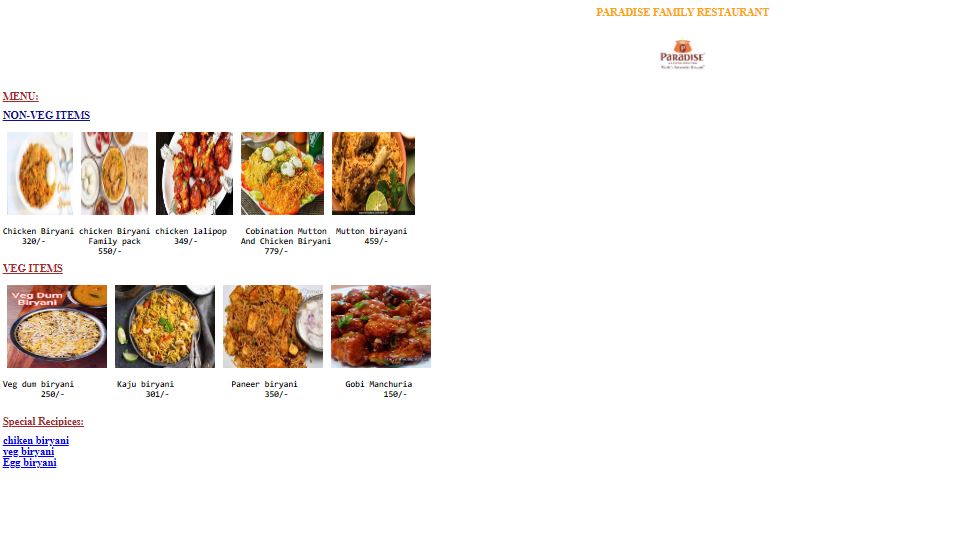 PARADISE FAMILY RESTAURANT
PARADISE
MENU:
NON-VEG ITEMS
Chicken Biryani chicken Biryani chicken lalipop Cobination Mutton Mutton birayani
320/- Family pack 349/- And Chicken Biryani 459/-
550/- 779/-
VEG ITEMS
Veg Dum
Biryani
Veg dum biryani Kaju biryani Paneer biryani Gobi Manchuria
250/- 301/- 350/- 150/-
Special Recipices:
chiken biryani
veg biryani
Egg biryani